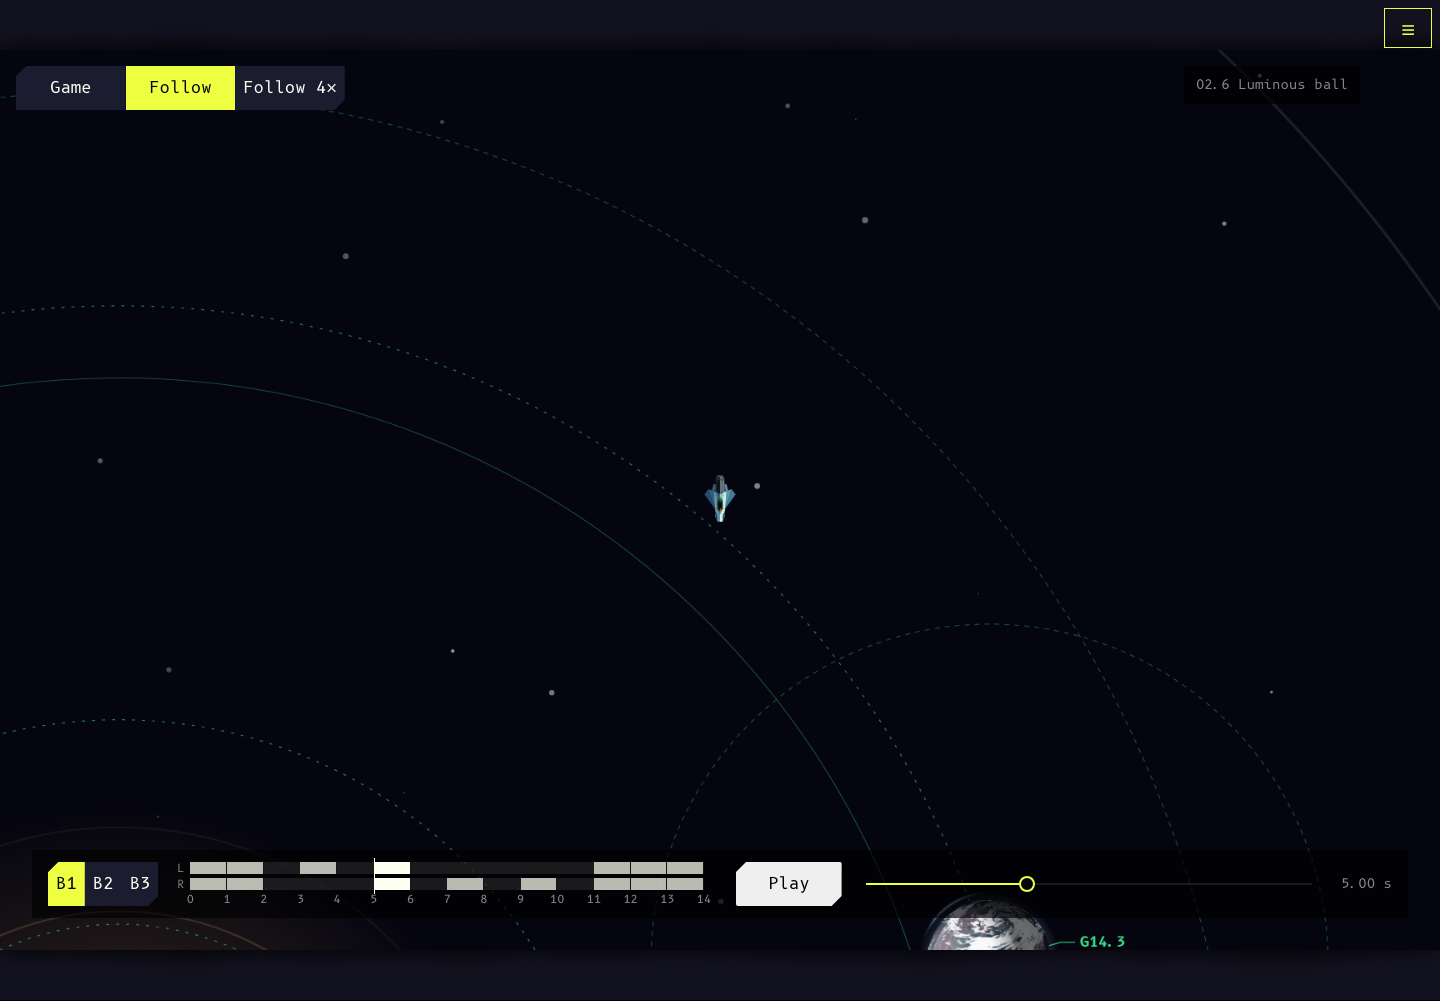 ≡
Game Follow Follow 4×
02.6 Luminous ball
B1 B2 B3
L
R
0 1 2 3 4 5 6 7 8 9 10 11 12 13 14
Play
5.00 s
G14.3